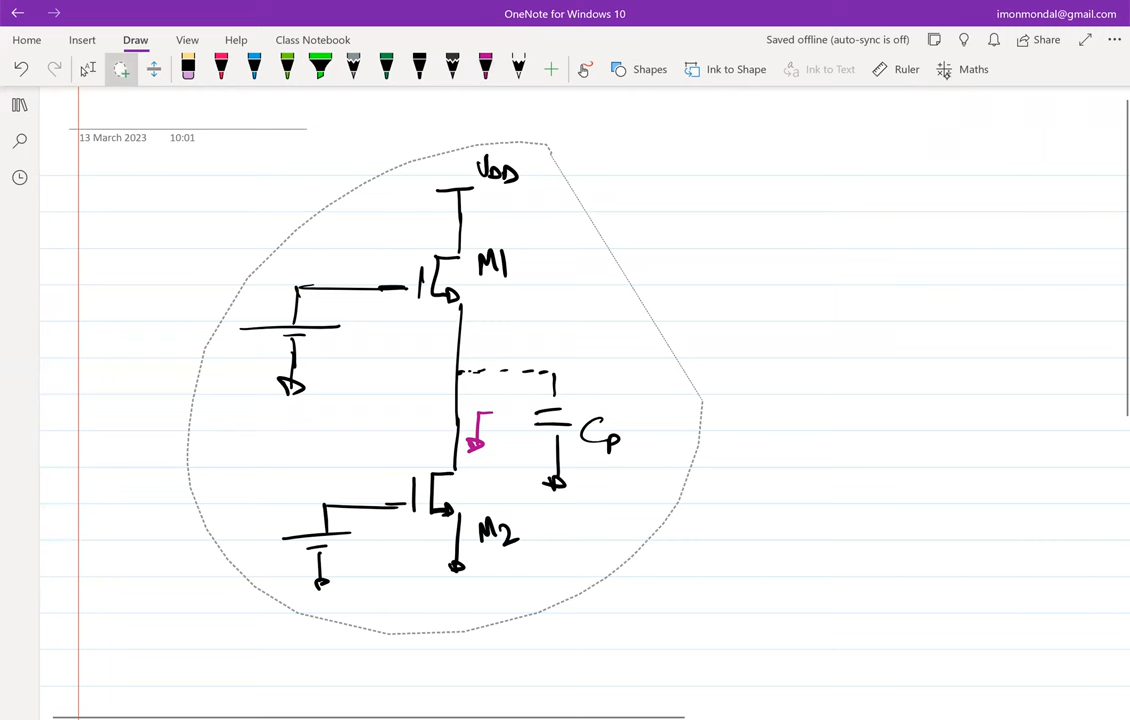 OneNote for Windows 10
imonmondal@gmail.com
Home Insert Draw View Help Class Notebook
Saved offline (auto-sync is off)
Share
Shapes
Ink to Shape
Ink to Text
Ruler
Maths
13 March 2023 10:01
VDD
M1
Cp
M2